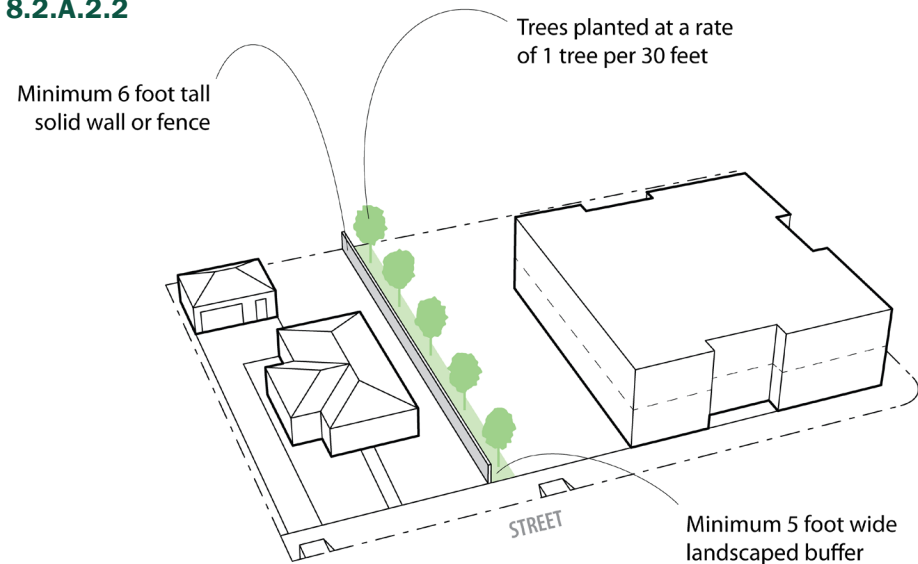 8.2.A.2.2
Trees planted at a rate
of 1 tree per 30 feet
Minimum 6 foot tall
solid wall or fence
STREET
Minimum 5 foot wide
landscaped buffer